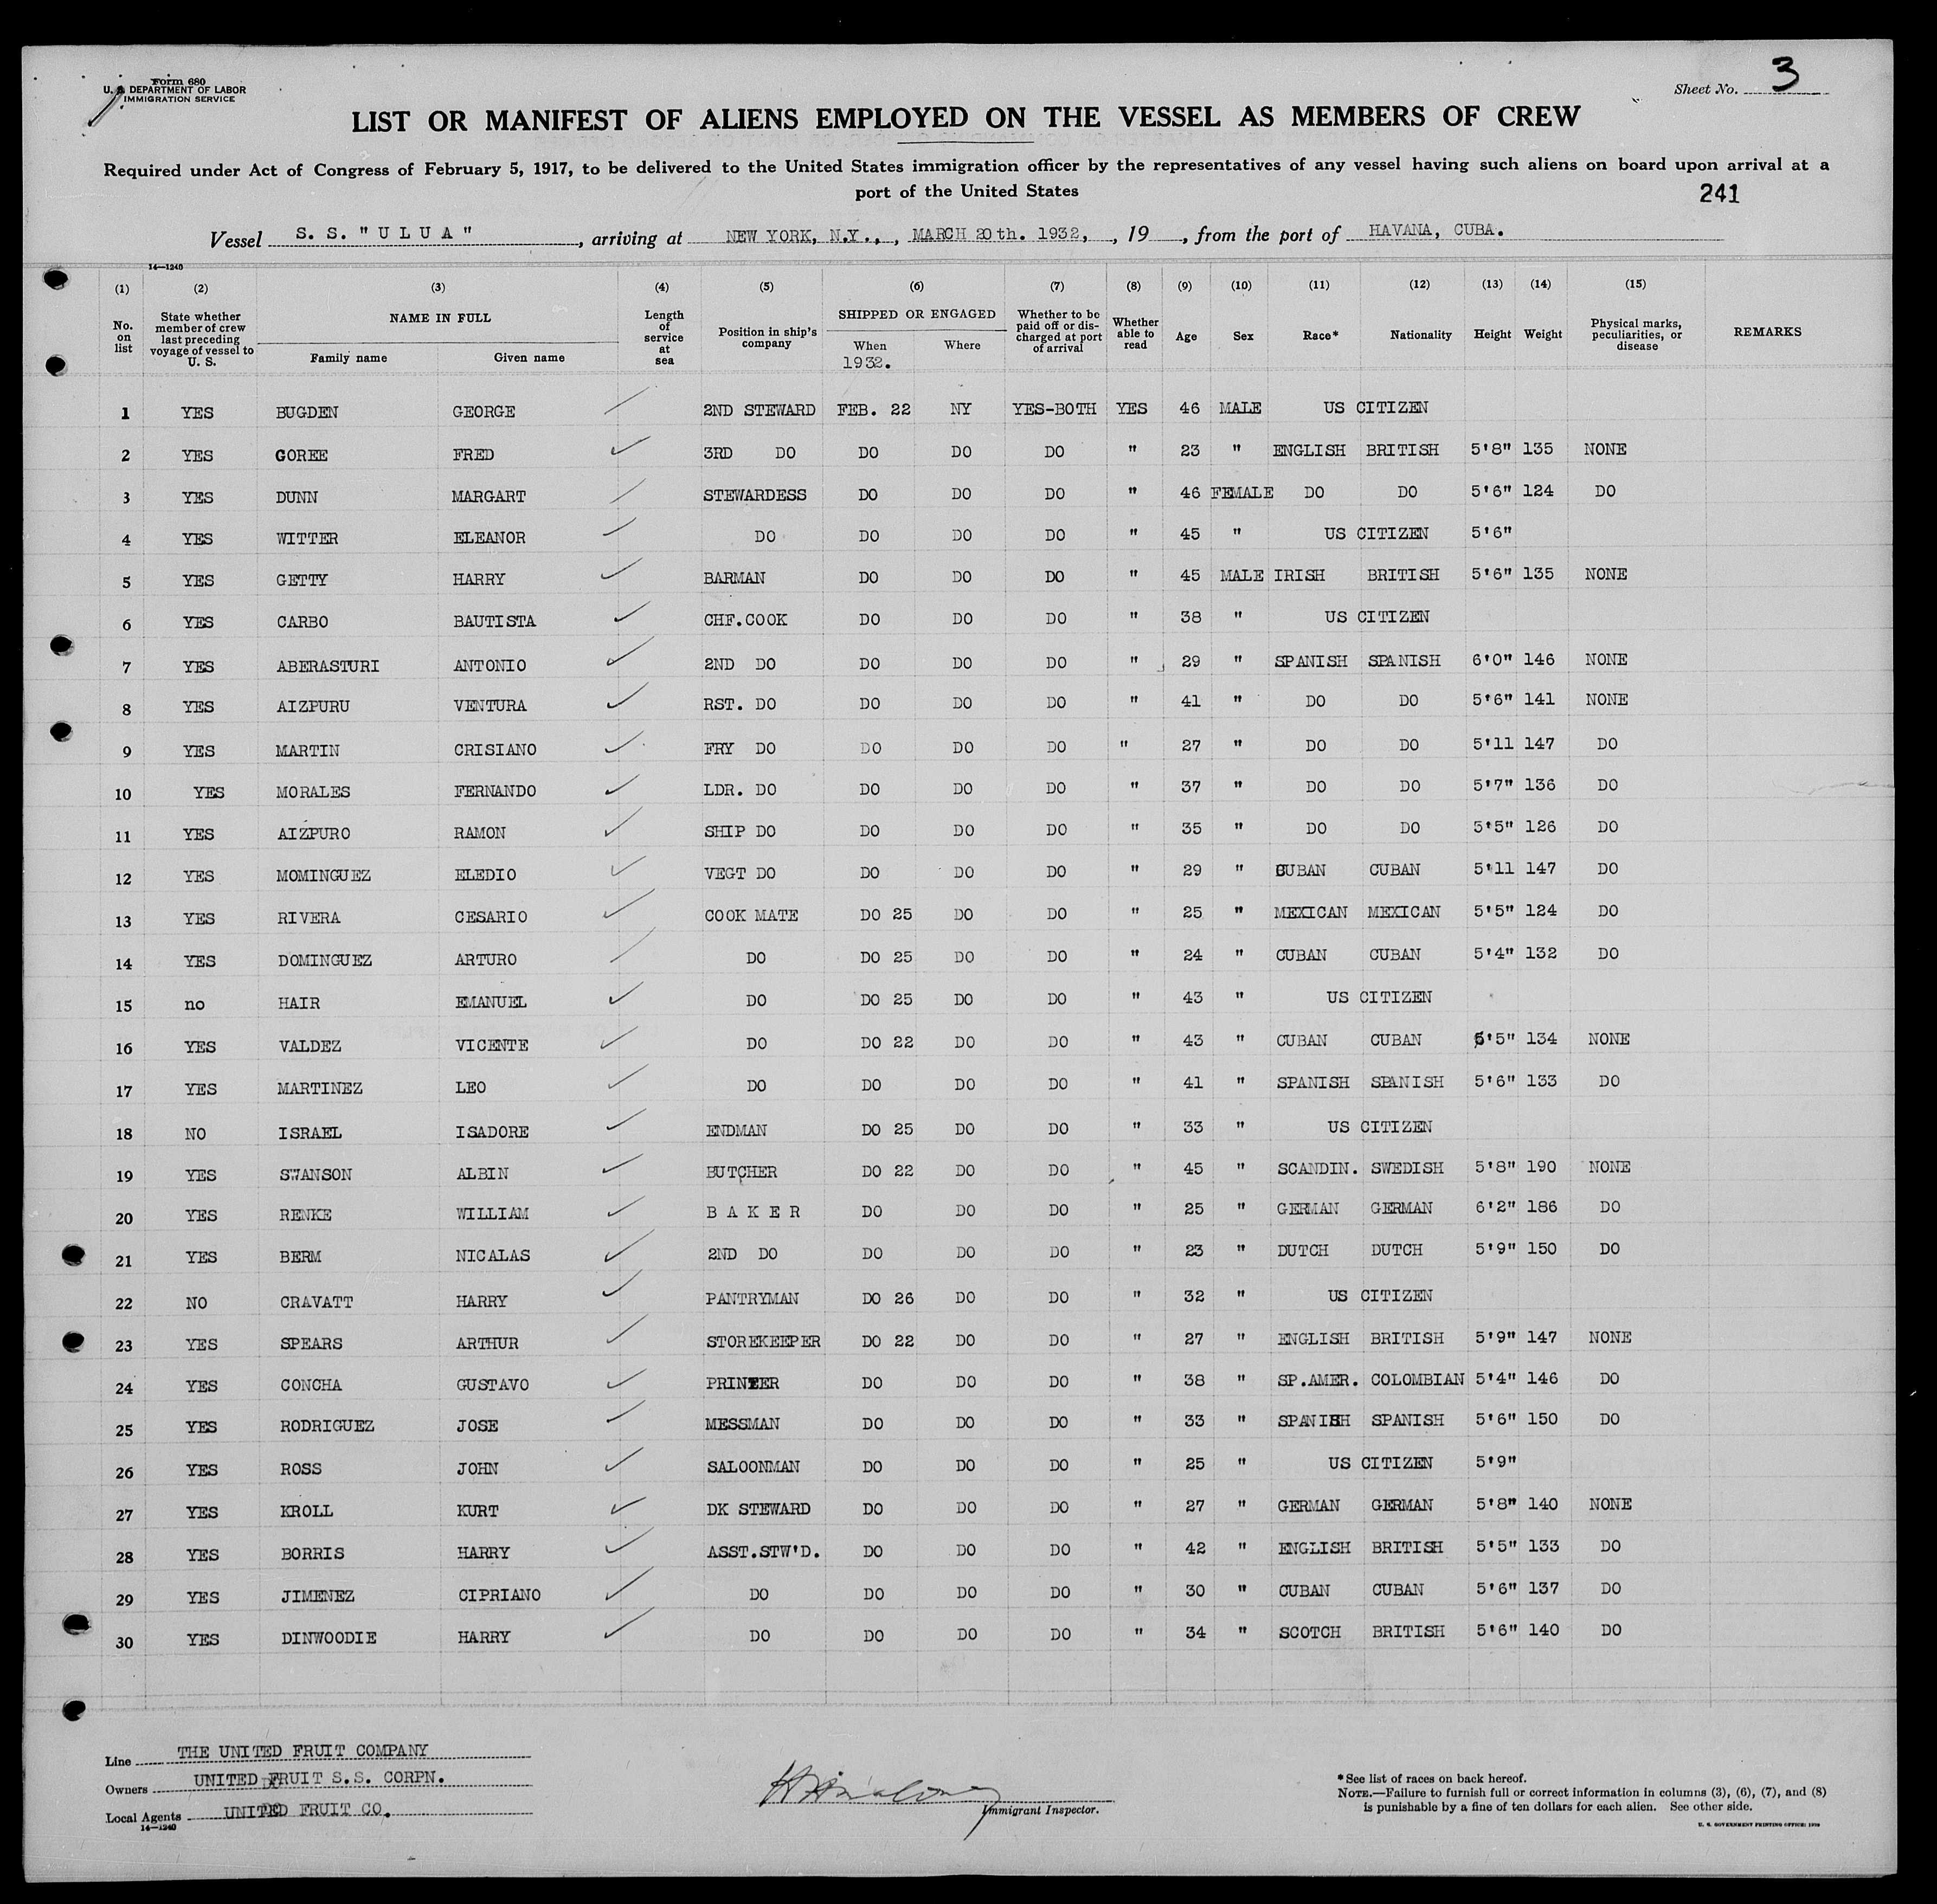 Form 680
U. S. DEPARTMENT OF LABOR
IMMIGRATION SERVICE
Sheet No. 3
LIST OR MANIFEST OF ALIENS EMPLOYED ON THE VESSEL AS MEMBERS OF CREW
Required under Act of Congress of February 5, 1917, to be delivered to the United States immigration officer by the representatives of any vessel having such aliens on board upon arrival at a
port of the United States
241
Vessel S. S. "ULUA", arriving at NEW YORK, N.Y., , MARCH 20th. 1932, , 19 , from the port of HAVANA, CUBA.
14—1240
(1) (2) (3) (4) (5) (6) (7) (8) (9) (10) (11) (12) (13) (14) (15)
No. on list State whether member of crew last preceding voyage of vessel to U. S. NAME IN FULL Family name Given name Length of service at sea Position in ship's company SHIPPED OR ENGAGED When 1932. Where Whether to be paid off or discharged at port of arrival Whether able to read Age Sex Race* Nationality Height Weight Physical marks, peculiarities, or disease REMARKS
1 YES BUGDEN GEORGE 2ND STEWARD FEB. 22 NY YES-BOTH YES 46 MALE US CITIZEN
2 YES GOREE FRED 3RD DO DO DO DO " 23 " ENGLISH BRITISH 5'8" 135 NONE
3 YES DUNN MARGART STEWARDESS DO DO DO " 46 FEMALE DO DO 5'6" 124 DO
4 YES WITTER ELEANOR DO DO DO DO " 45 " US CITIZEN 5'6"
5 YES GETTY HARRY BARMAN DO DO DO " 45 MALE IRISH BRITISH 5'6" 135 NONE
6 YES CARBO BAUTISTA CHF.COOK DO DO DO " 38 " US CITIZEN
7 YES ABERASTURI ANTONIO 2ND DO DO DO DO " 29 " SPANISH SPANISH 6'0" 146 NONE
8 YES AIZPURU VENTURA RST. DO DO DO DO " 41 " DO DO 5'6" 141 NONE
9 YES MARTIN CRISIANO FRY DO DO DO DO " 27 " DO DO 5'11 147 DO
10 YES MORALES FERNANDO LDR. DO DO DO DO " 37 " DO DO 5'7" 136 DO
11 YES AIZPURO RAMON SHIP DO DO DO DO " 35 " DO DO 5'5" 126 DO
12 YES MOMINGUEZ ELEDIO VEGT DO DO DO DO " 29 " CUBAN CUBAN 5'11 147 DO
13 YES RIVERA CESARIO COOK MATE DO 25 DO DO " 25 " MEXICAN MEXICAN 5'5" 124 DO
14 YES DOMINGUEZ ARTURO DO DO 25 DO DO " 24 " CUBAN CUBAN 5'4" 132 DO
15 no HAIR EMANUEL DO DO 25 DO DO " 43 " US CITIZEN
16 YES VALDEZ VICENTE DO DO 22 DO DO " 43 " CUBAN CUBAN 5'5" 134 NONE
17 YES MARTINEZ LEO DO DO DO DO " 41 " SPANISH SPANISH 5'6" 133 DO
18 NO ISRAEL ISADORE ENDMAN DO 25 DO DO " 33 " US CITIZEN
19 YES SWANSON ALBIN BUTCHER DO 22 DO DO " 45 " SCANDIN. SWEDISH 5'8" 190 NONE
20 YES RENKE WILLIAM B A K E R DO DO DO " 25 " GERMAN GERMAN 6'2" 186 DO
21 YES BERM NICALAS 2ND DO DO DO DO " 23 " DUTCH DUTCH 5'9" 150 DO
22 NO CRAVATT HARRY PANTRYMAN DO 26 DO DO " 32 " US CITIZEN
23 YES SPEARS ARTHUR STOREKEEPER DO 22 DO DO " 27 " ENGLISH BRITISH 5'9" 147 NONE
24 YES CONCHA GUSTAVO PRINTER DO DO DO " 38 " SP.AMER. COLOMBIAN 5'4" 146 DO
25 YES RODRIGUEZ JOSE MESSMAN DO DO DO " 33 " SPANISH SPANISH 5'6" 150 DO
26 YES ROSS JOHN SALOONMAN DO DO DO " 25 " US CITIZEN 5'9"
27 YES KROLL KURT DK STEWARD DO DO DO " 27 " GERMAN GERMAN 5'8" 140 NONE
28 YES BORRIS HARRY ASST.STW'D. DO DO DO " 42 " ENGLISH BRITISH 5'5" 133 DO
29 YES JIMENEZ CIPRIANO DO DO DO DO " 30 " CUBAN CUBAN 5'6" 137 DO
30 YES DINWOODIE HARRY DO DO DO DO " 34 " SCOTCH BRITISH 5'6" 140 DO
Line THE UNITED FRUIT COMPANY
Owners UNITED FRUIT S.S. CORPN.
Local Agents UNITED FRUIT CO.
14—1240
Immigrant Inspector.
*See list of races on back hereof.
NOTE.—Failure to furnish full or correct information in columns (3), (6), (7), and (8)
is punishable by a fine of ten dollars for each alien. See other side.